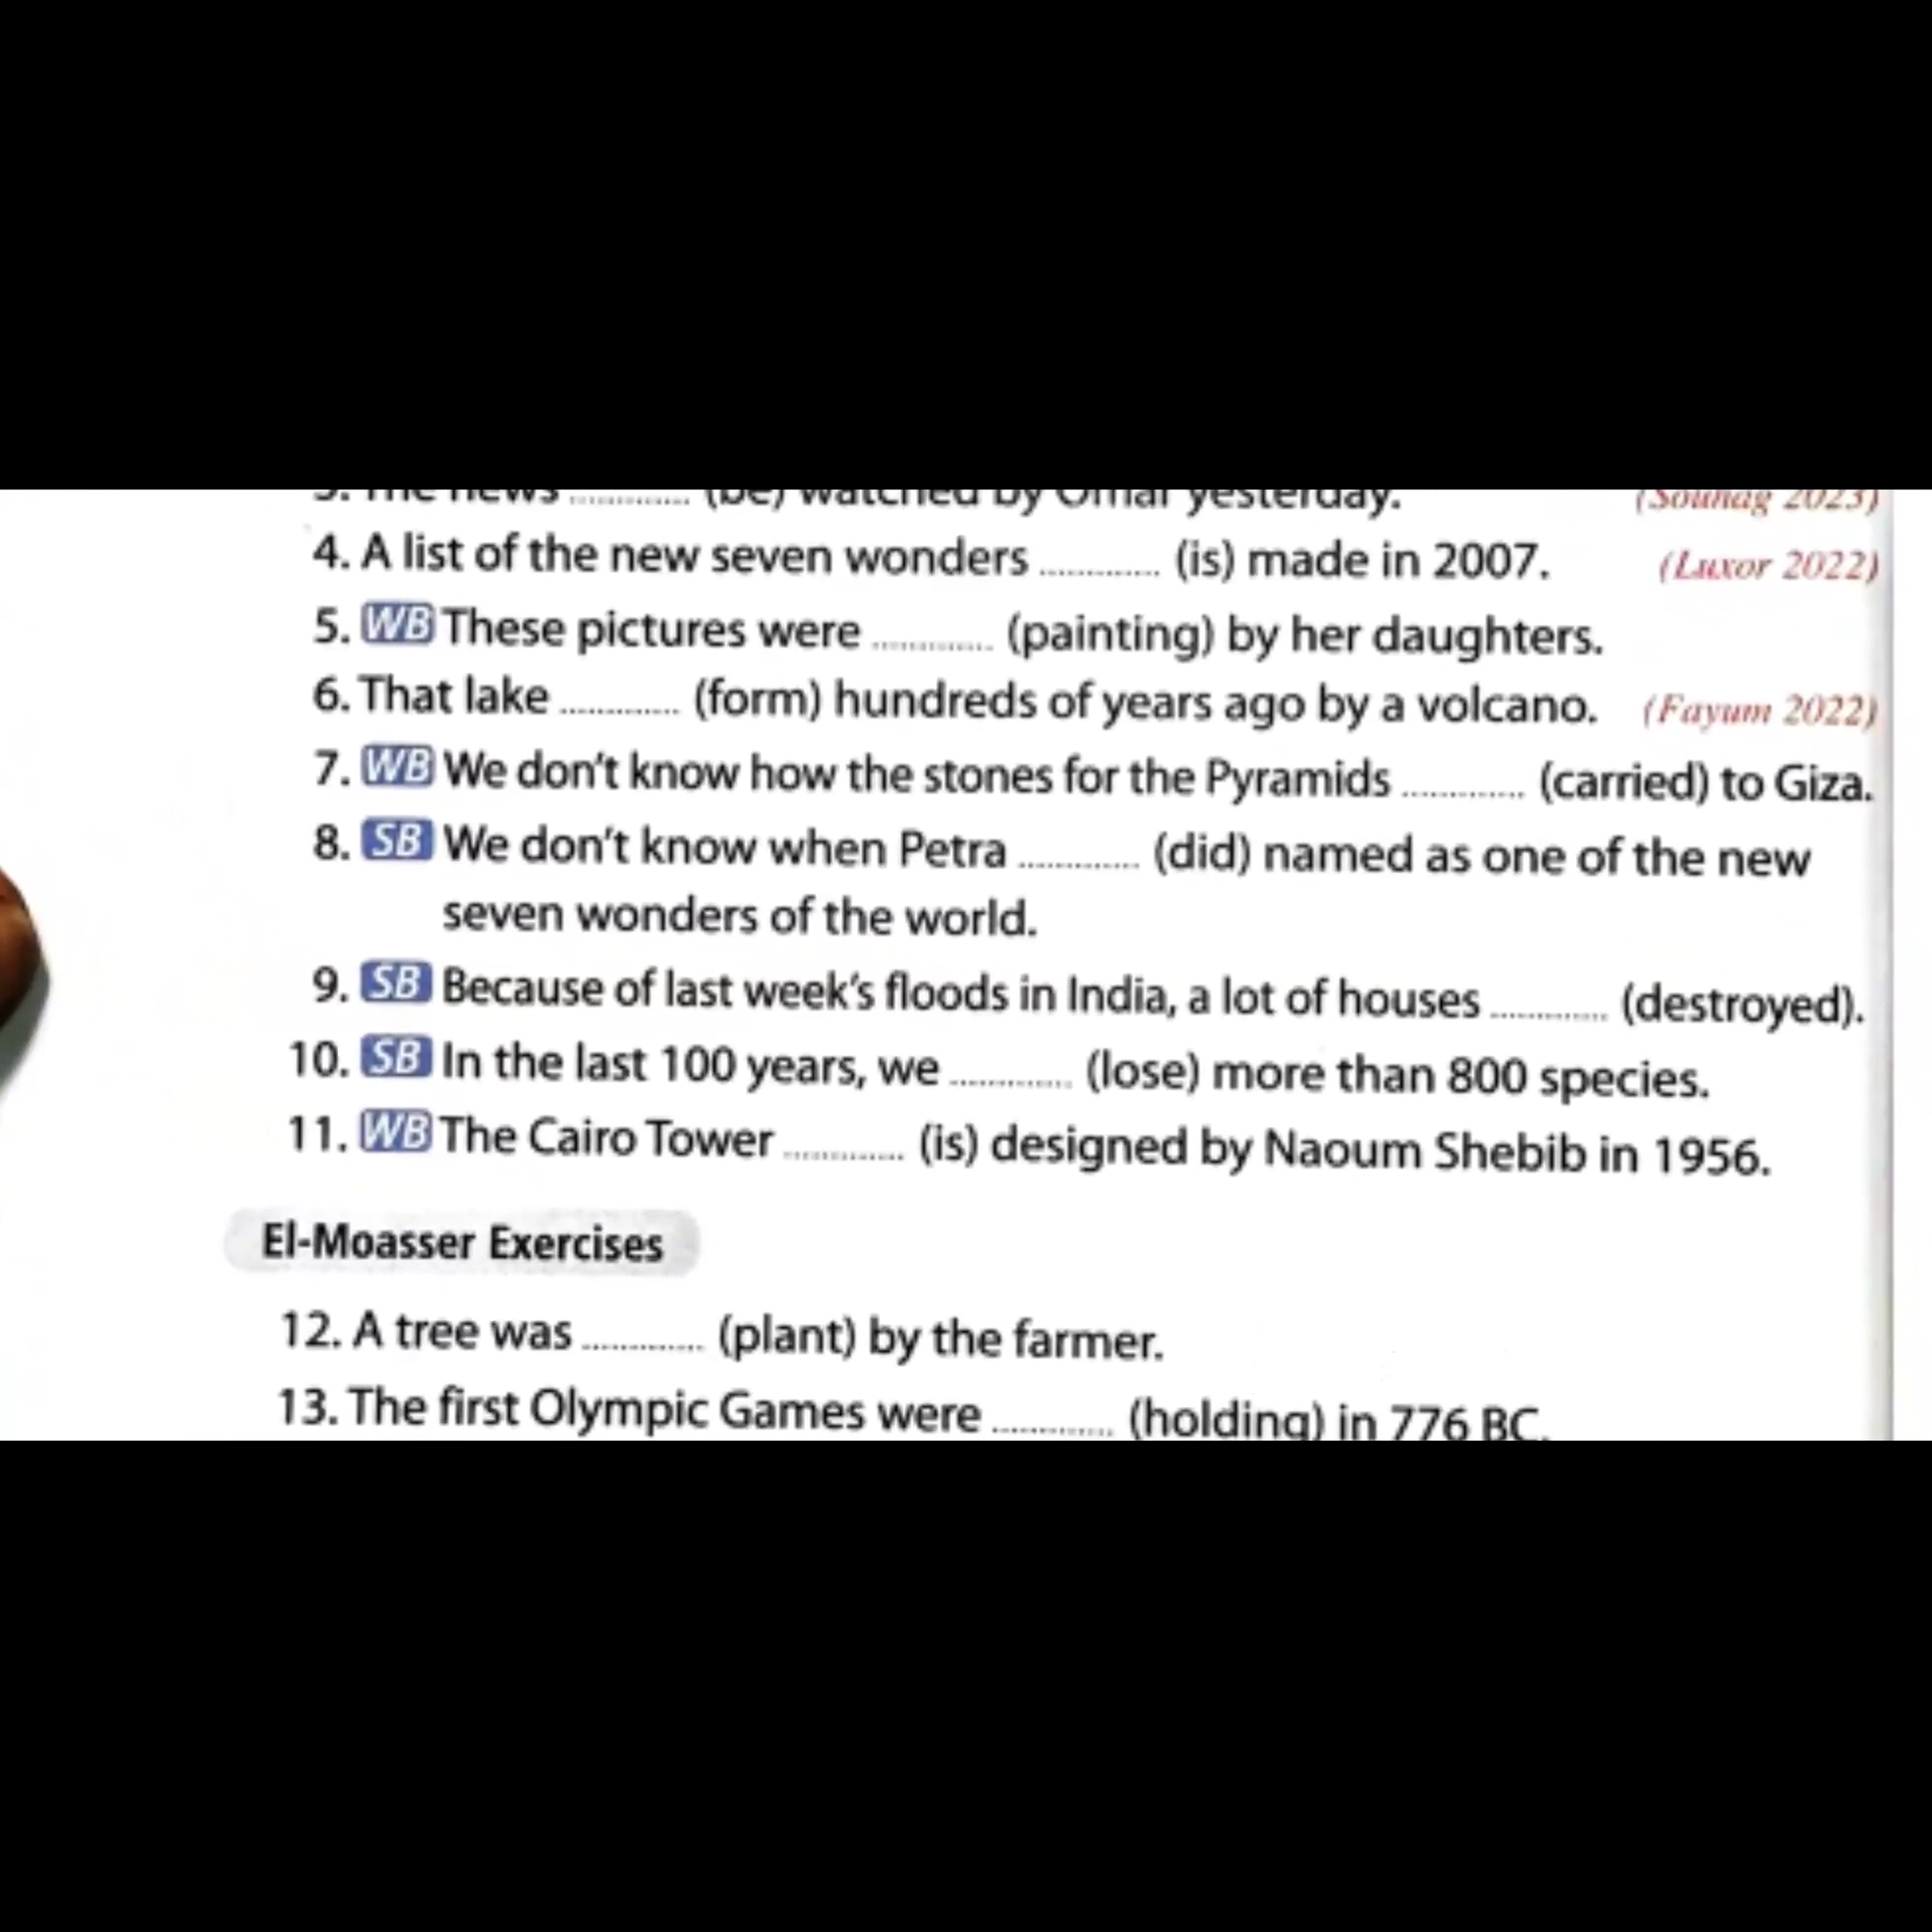 3. The news ............ (be) watched by Omar yesterday. (Souhag 2023)
4. A list of the new seven wonders ............ (is) made in 2007. (Luxor 2022)
5. WB These pictures were ............ (painting) by her daughters.
6. That lake ............ (form) hundreds of years ago by a volcano. (Fayum 2022)
7. WB We don't know how the stones for the Pyramids ............ (carried) to Giza.
8. SB We don't know when Petra ............ (did) named as one of the new
seven wonders of the world.
9. SB Because of last week's floods in India, a lot of houses ............ (destroyed).
10. SB In the last 100 years, we ............ (lose) more than 800 species.
11. WB The Cairo Tower ............ (is) designed by Naoum Shebib in 1956.
El-Moasser Exercises
12. A tree was ............ (plant) by the farmer.
13. The first Olympic Games were ............ (holding) in 776 BC.